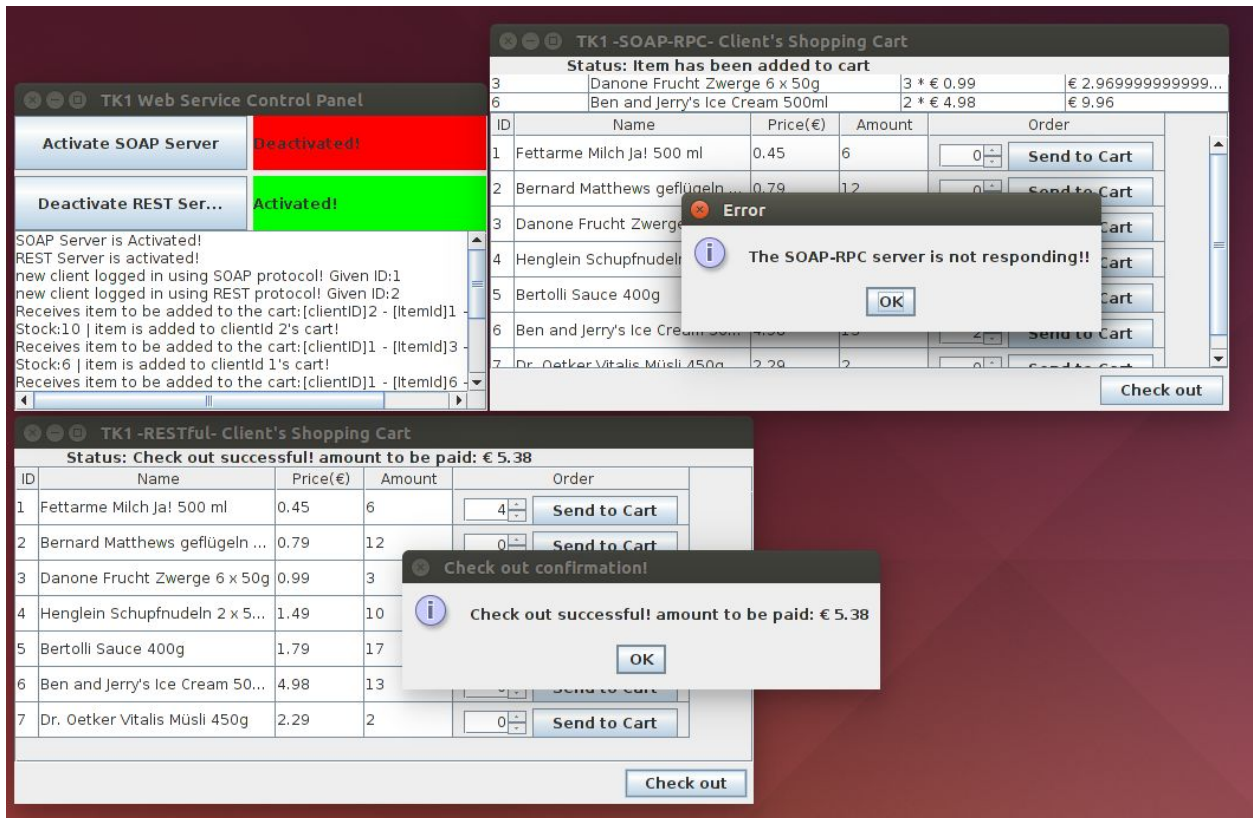 TK1 Web Service Control Panel
Activate SOAP Server
Deactivated!
Deactivate REST Ser...
Activated!
SOAP Server is Activated!
REST Server is activated!
new client logged in using SOAP protocol! Given ID:1
new client logged in using REST protocol! Given ID:2
Receives item to be added to the cart:[clientID]2 - [ItemId]1 -
Stock:10 | item is added to clientId 2's cart!
Receives item to be added to the cart:[clientID]1 - [ItemId]3 -
Stock:6 | item is added to clientId 1's cart!
Receives item to be added to the cart:[clientID]1 - [ItemId]6 -
TK1 -SOAP-RPC- Client's Shopping Cart
Status: Item has been added to cart
3 Danone Frucht Zwerge 6 x 50g 3 * € 0.99 € 2.969999999999...
6 Ben and Jerry's Ice Cream 500ml 2 * € 4.98 € 9.96
ID Name Price(€) Amount Order
1 Fettarme Milch Ja! 500 ml 0.45 6 0 Send to Cart
2 Bernard Matthews geflügeln ... 0.79 12 0 Send to Cart
3 Danone Frucht Zwerge Cart
4 Henglein Schupfnudeln Cart
5 Bertolli Sauce 400g Cart
6 Ben and Jerry's Ice Cream 50... 4.98 13 2 Send to Cart
7 Dr. Oetker Vitalis Müsli 450g 2.29 2 0 Send to Cart
Check out
Error
The SOAP-RPC server is not responding!!
OK
TK1 -RESTful- Client's Shopping Cart
Status: Check out successful! amount to be paid: € 5.38
ID Name Price(€) Amount Order
1 Fettarme Milch Ja! 500 ml 0.45 6 4 Send to Cart
2 Bernard Matthews geflügeln ... 0.79 12 0 Send to Cart
3 Danone Frucht Zwerge 6 x 50g 0.99 3
4 Henglein Schupfnudeln 2 x 5... 1.49 10
5 Bertolli Sauce 400g 1.79 17
6 Ben and Jerry's Ice Cream 50... 4.98 13 Send to Cart
7 Dr. Oetker Vitalis Müsli 450g 2.29 2 0 Send to Cart
Check out
Check out confirmation!
Check out successful! amount to be paid: € 5.38
OK